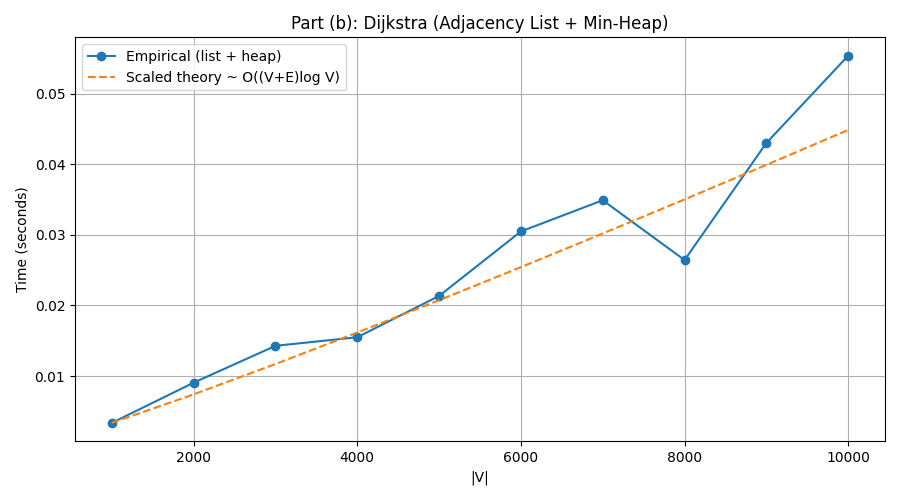 Part (b): Dijkstra (Adjacency List + Min-Heap)
Empirical (list + heap)
Scaled theory ~ O((V+E)log V)
Time (seconds)
0.05
0.04
0.03
0.02
0.01
2000 4000 6000 8000 10000
|V|